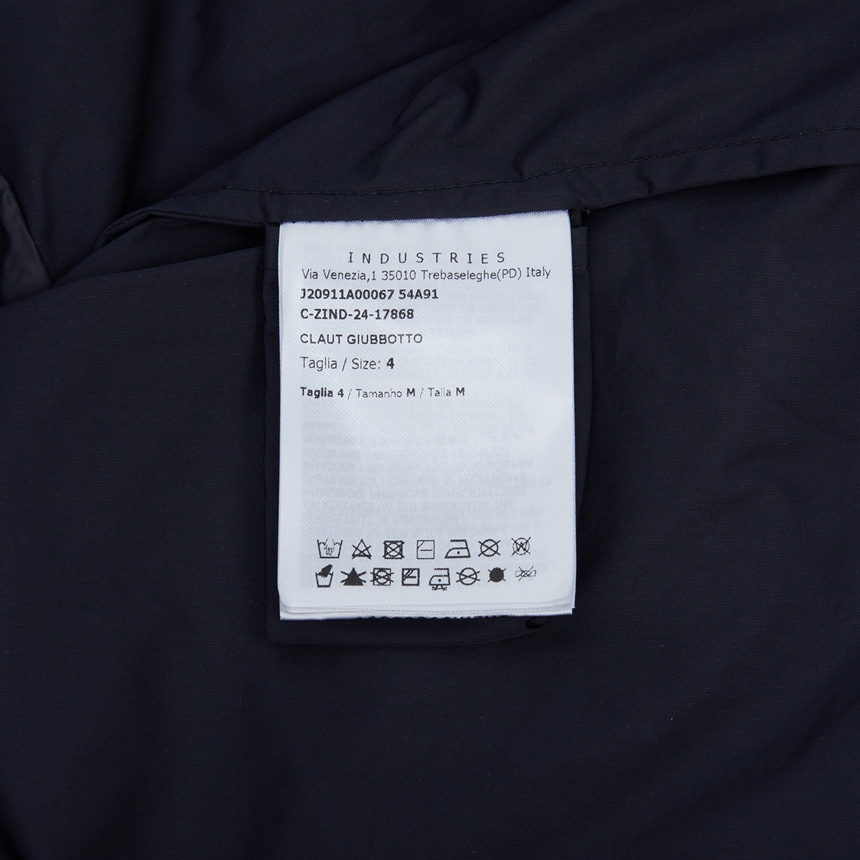 INDUSTRIES
Via Venezia,1 35010 Trebaseleghe(PD) Italy
J20911A00067 54A91
C-ZIND-24-17868
CLAUT GIUBBOTTO
Taglia / Size: 4
Taglia 4 / Tamanho M / Talla M